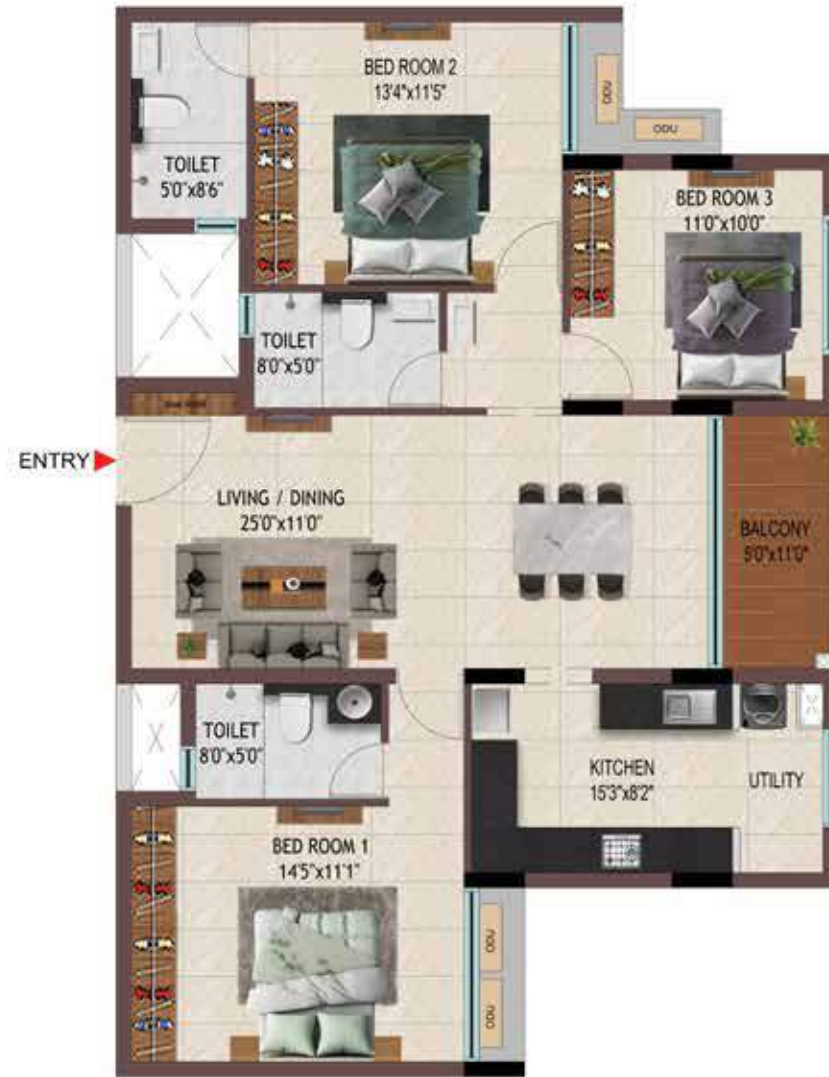 BED ROOM 2
13'4"x11'5"
ODU
ODU
TOILET
5'0"x8'6"
BED ROOM 3
11'0"x10'0"
TOILET
8'0"x5'0"
ENTRY
LIVING / DINING
25'0"x11'0"
BALCONY
5'0"x11'0"
TOILET
8'0"x5'0"
KITCHEN
15'3"x8'2"
UTILITY
BED ROOM 1
14'5"x11'1"
ODU
ODU